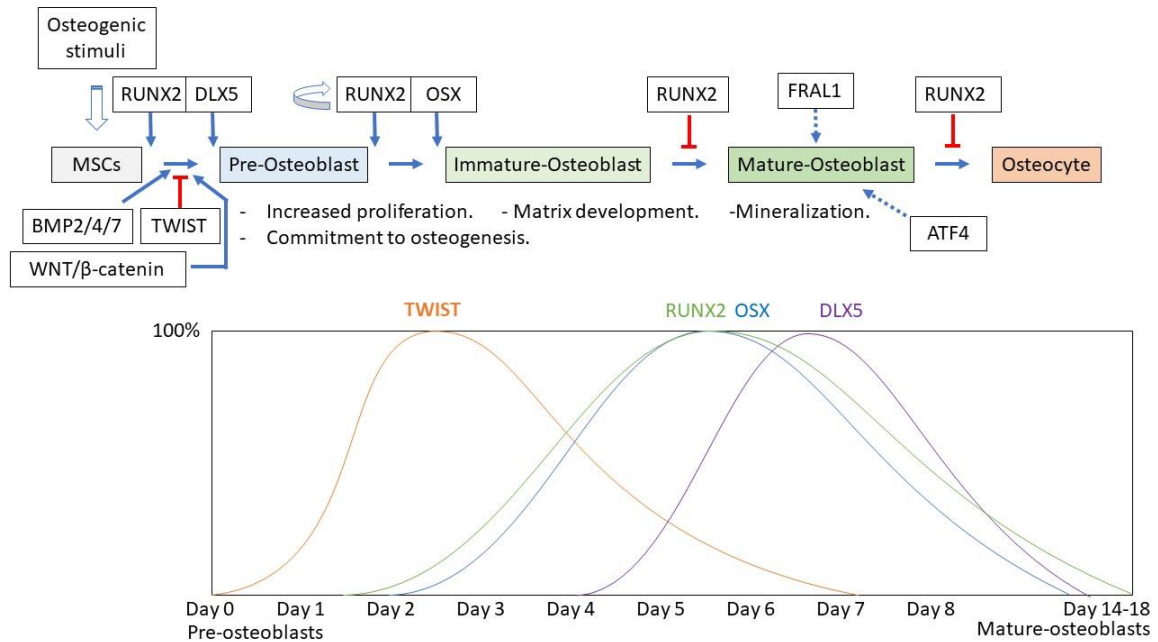 Osteogenic
stimuli
RUNX2 DLX5
RUNX2 OSX
RUNX2
FRAL1
RUNX2
MSCs
Pre-Osteoblast
Immature-Osteoblast
Mature-Osteoblast
Osteocyte
BMP2/4/7
TWIST
WNT/β-catenin
- Increased proliferation.
- Commitment to osteogenesis.
- Matrix development.
-Mineralization.
ATF4
TWIST
RUNX2 OSX
DLX5
100%
Day 0 Day 1 Day 2 Day 3 Day 4 Day 5 Day 6 Day 7 Day 8 Day 14-18
Pre-osteoblasts
Mature-osteoblasts